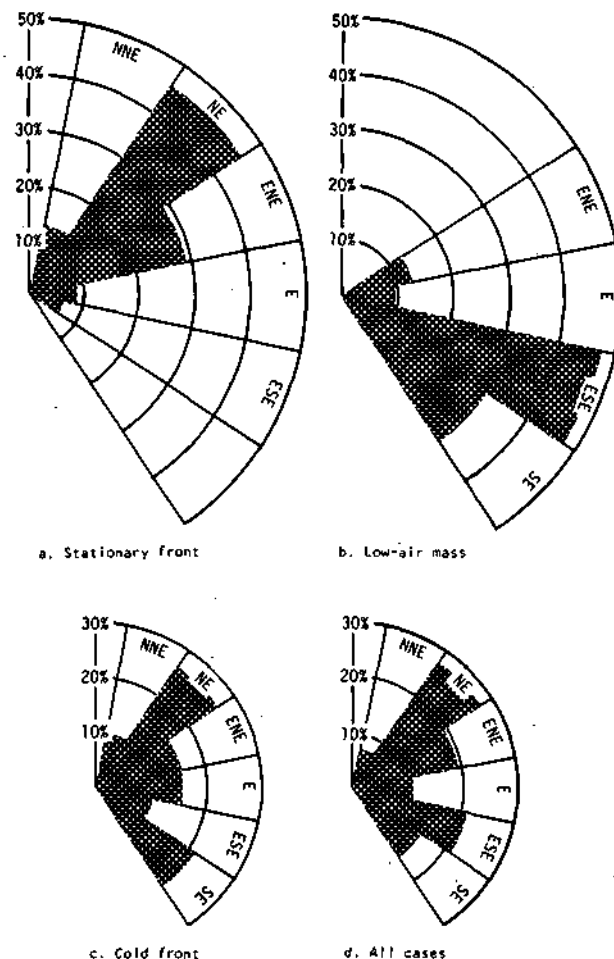 50%
40%
30%
20%
10%
NNE
NE
ENE
E
ESE
a. Stationary front
50%
40%
30%
20%
10%
ENE
E
ESE
SE
b. Low-air mass
30%
20%
10%
NNE
NE
ENE
E
ESE
SE
c. Cold front
30%
20%
10%
NNE
NE
ENE
E
ESE
SE
d. All cases